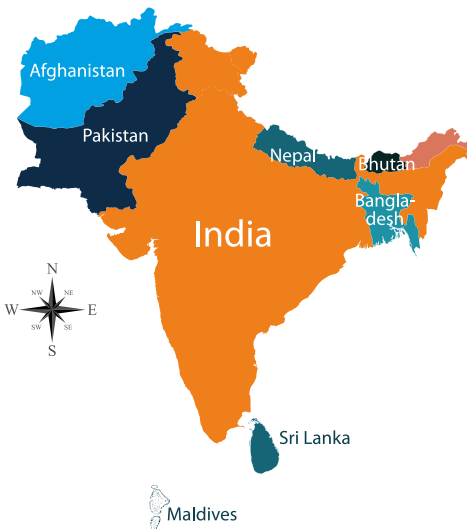 Afghanistan
Pakistan
Nepal
Bhutan
Bangla-
desh
India
N
NW NE
W E
SW SE
S
Sri Lanka
Maldives